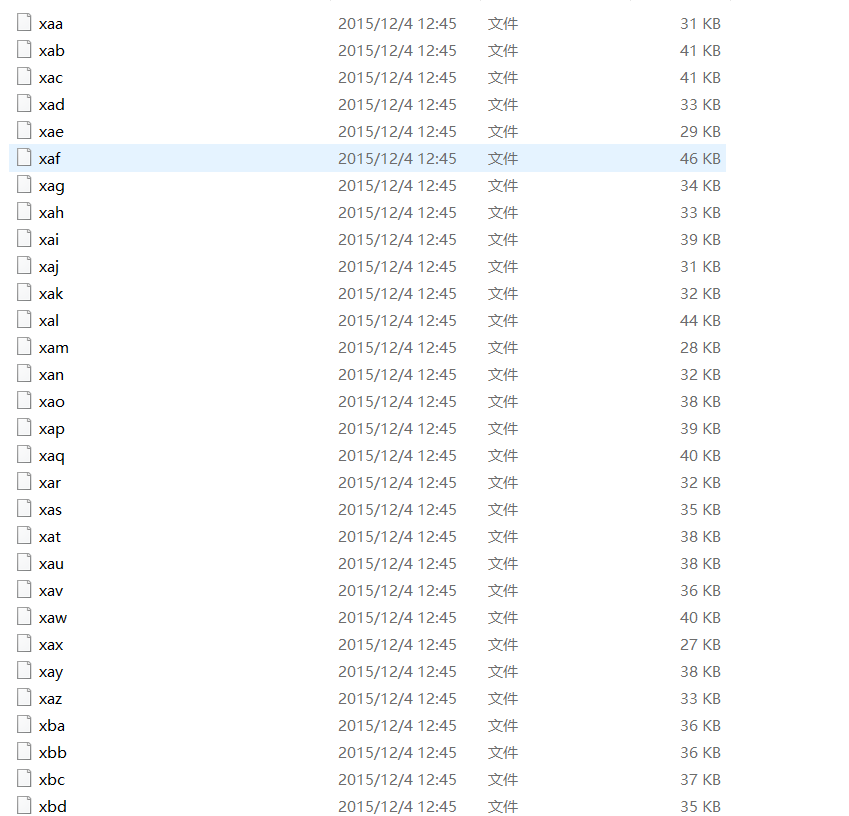 xaa 2015/12/4 12:45 文件 31 KB
xab 2015/12/4 12:45 文件 41 KB
xac 2015/12/4 12:45 文件 41 KB
xad 2015/12/4 12:45 文件 33 KB
xae 2015/12/4 12:45 文件 29 KB
xaf 2015/12/4 12:45 文件 46 KB
xag 2015/12/4 12:45 文件 34 KB
xah 2015/12/4 12:45 文件 33 KB
xai 2015/12/4 12:45 文件 39 KB
xaj 2015/12/4 12:45 文件 31 KB
xak 2015/12/4 12:45 文件 32 KB
xal 2015/12/4 12:45 文件 44 KB
xam 2015/12/4 12:45 文件 28 KB
xan 2015/12/4 12:45 文件 32 KB
xao 2015/12/4 12:45 文件 38 KB
xap 2015/12/4 12:45 文件 39 KB
xaq 2015/12/4 12:45 文件 40 KB
xar 2015/12/4 12:45 文件 32 KB
xas 2015/12/4 12:45 文件 35 KB
xat 2015/12/4 12:45 文件 38 KB
xau 2015/12/4 12:45 文件 38 KB
xav 2015/12/4 12:45 文件 36 KB
xaw 2015/12/4 12:45 文件 40 KB
xax 2015/12/4 12:45 文件 27 KB
xay 2015/12/4 12:45 文件 38 KB
xaz 2015/12/4 12:45 文件 33 KB
xba 2015/12/4 12:45 文件 36 KB
xbb 2015/12/4 12:45 文件 36 KB
xbc 2015/12/4 12:45 文件 37 KB
xbd 2015/12/4 12:45 文件 35 KB